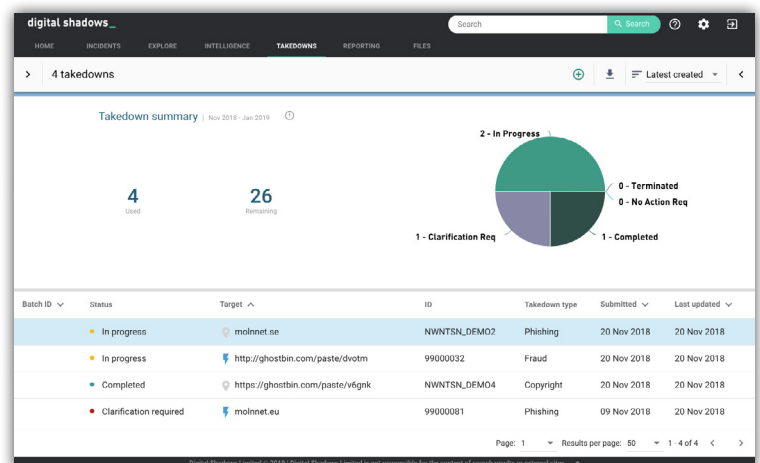 digital shadows_
Search
Search
HOME INCIDENTS EXPLORE INTELLIGENCE TAKEDOWNS REPORTING FILES
4 takedowns
Latest created
Takedown summary | Nov 2018 - Jan 2019
4
Used
26
Remaining
2 - In Progress
0 - Terminated
0 - No Action Req
1 - Clarification Req
1 - Completed
Batch ID Status Target ID Takedown type Submitted Last updated
In progress molnnet.se NWNTSN_DEMO2 Phishing 20 Nov 2018 20 Nov 2018
In progress http://ghostbin.com/paste/dvotm 99000032 Fraud 20 Nov 2018 20 Nov 2018
Completed https://ghostbin.com/paste/v6gnk NWNTSN_DEMO4 Copyright 20 Nov 2018 20 Nov 2018
Clarification required molnnet.eu 99000081 Phishing 09 Nov 2018 20 Nov 2018
Page: 1 Results per page: 50 1 - 4 of 4